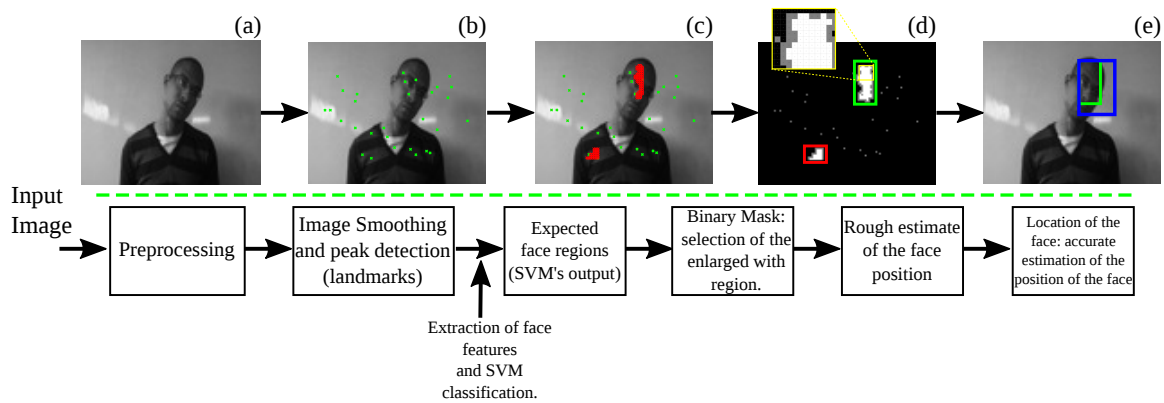 (a)
(b)
(c)
(d)
(e)
Input
Image
Preprocessing
Image Smoothing
and peak detection
(landmarks)
Expected
face regions
(SVM's output)
Binary Mask:
selection of the
enlarged with
region.
Rough estimate
of the face
position
Location of the
face: accurate
estimation of the
position of the face
Extraction of face
features
and SVM
classification.